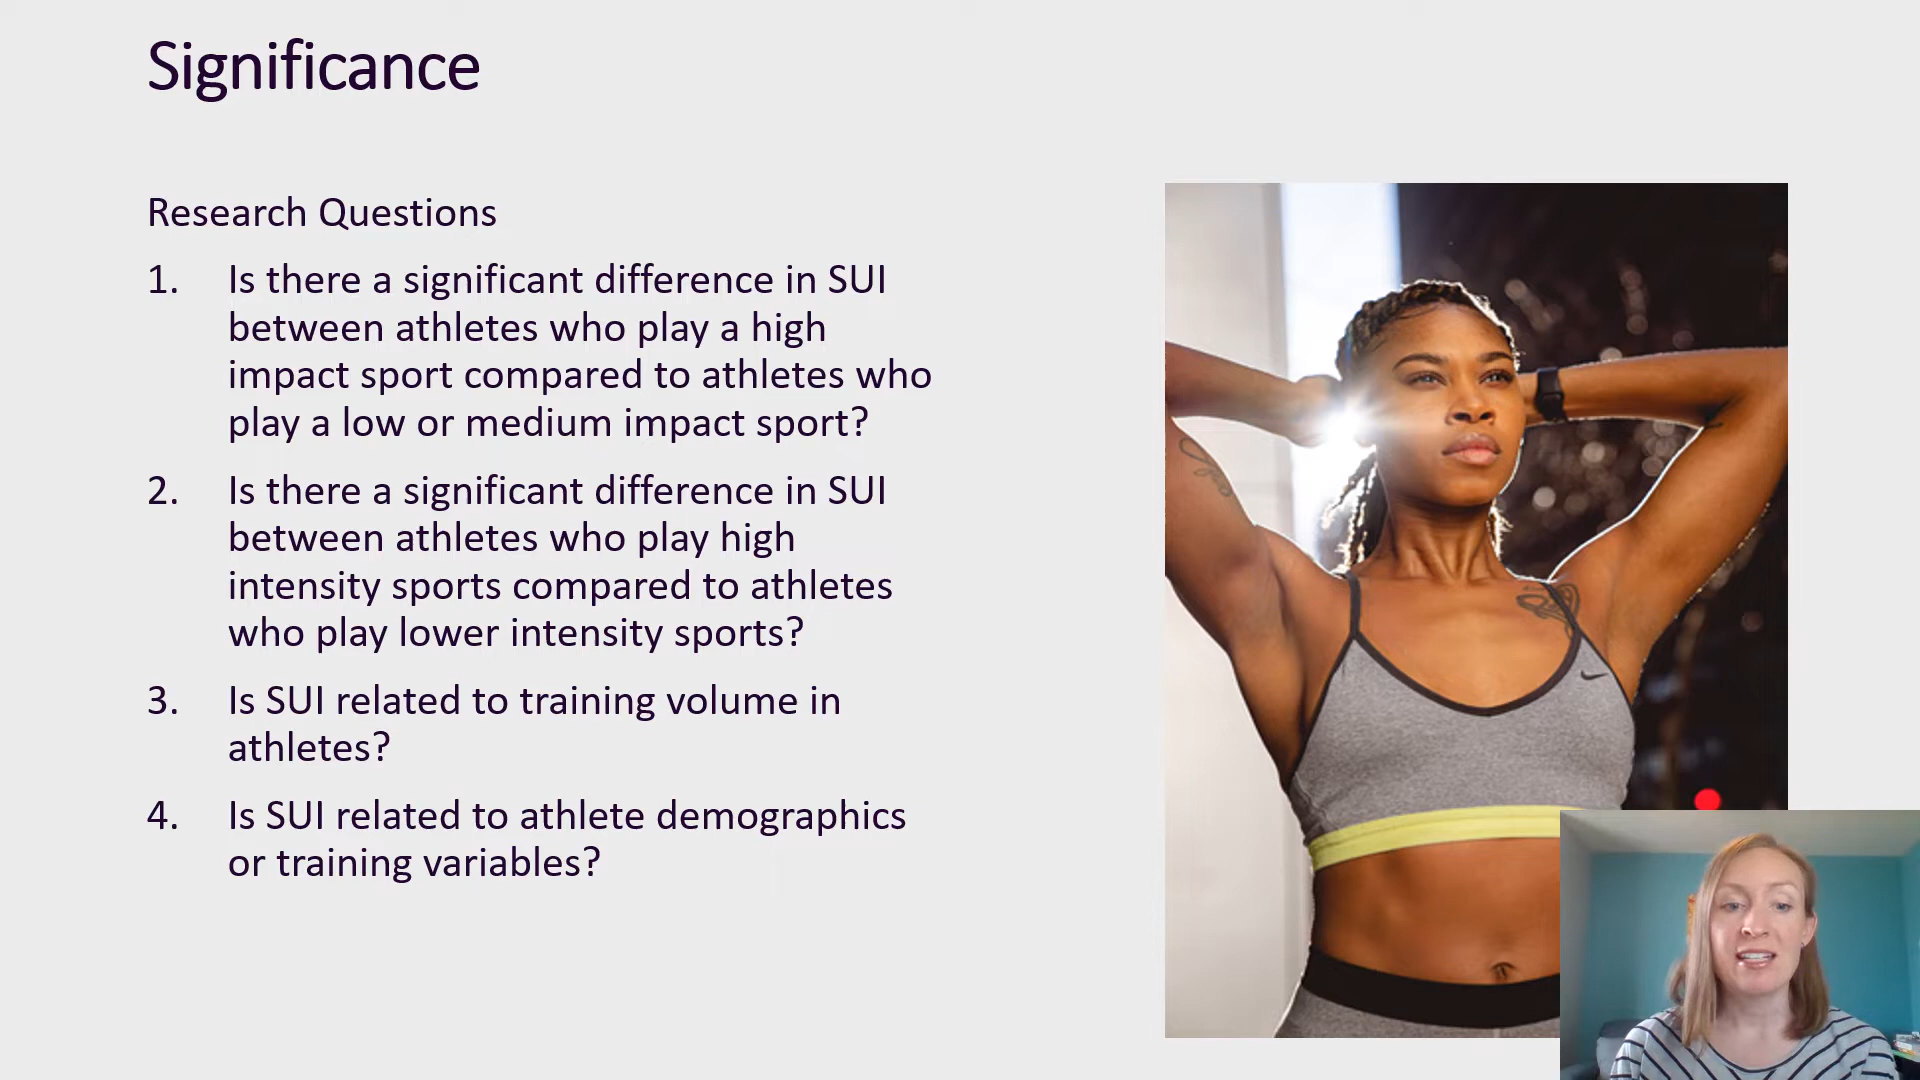 Significance
Research Questions
1. Is there a significant difference in SUI
between athletes who play a high
impact sport compared to athletes who
play a low or medium impact sport?
2. Is there a significant difference in SUI
between athletes who play high
intensity sports compared to athletes
who play lower intensity sports?
3. Is SUI related to training volume in
athletes?
4. Is SUI related to athlete demographics
or training variables?